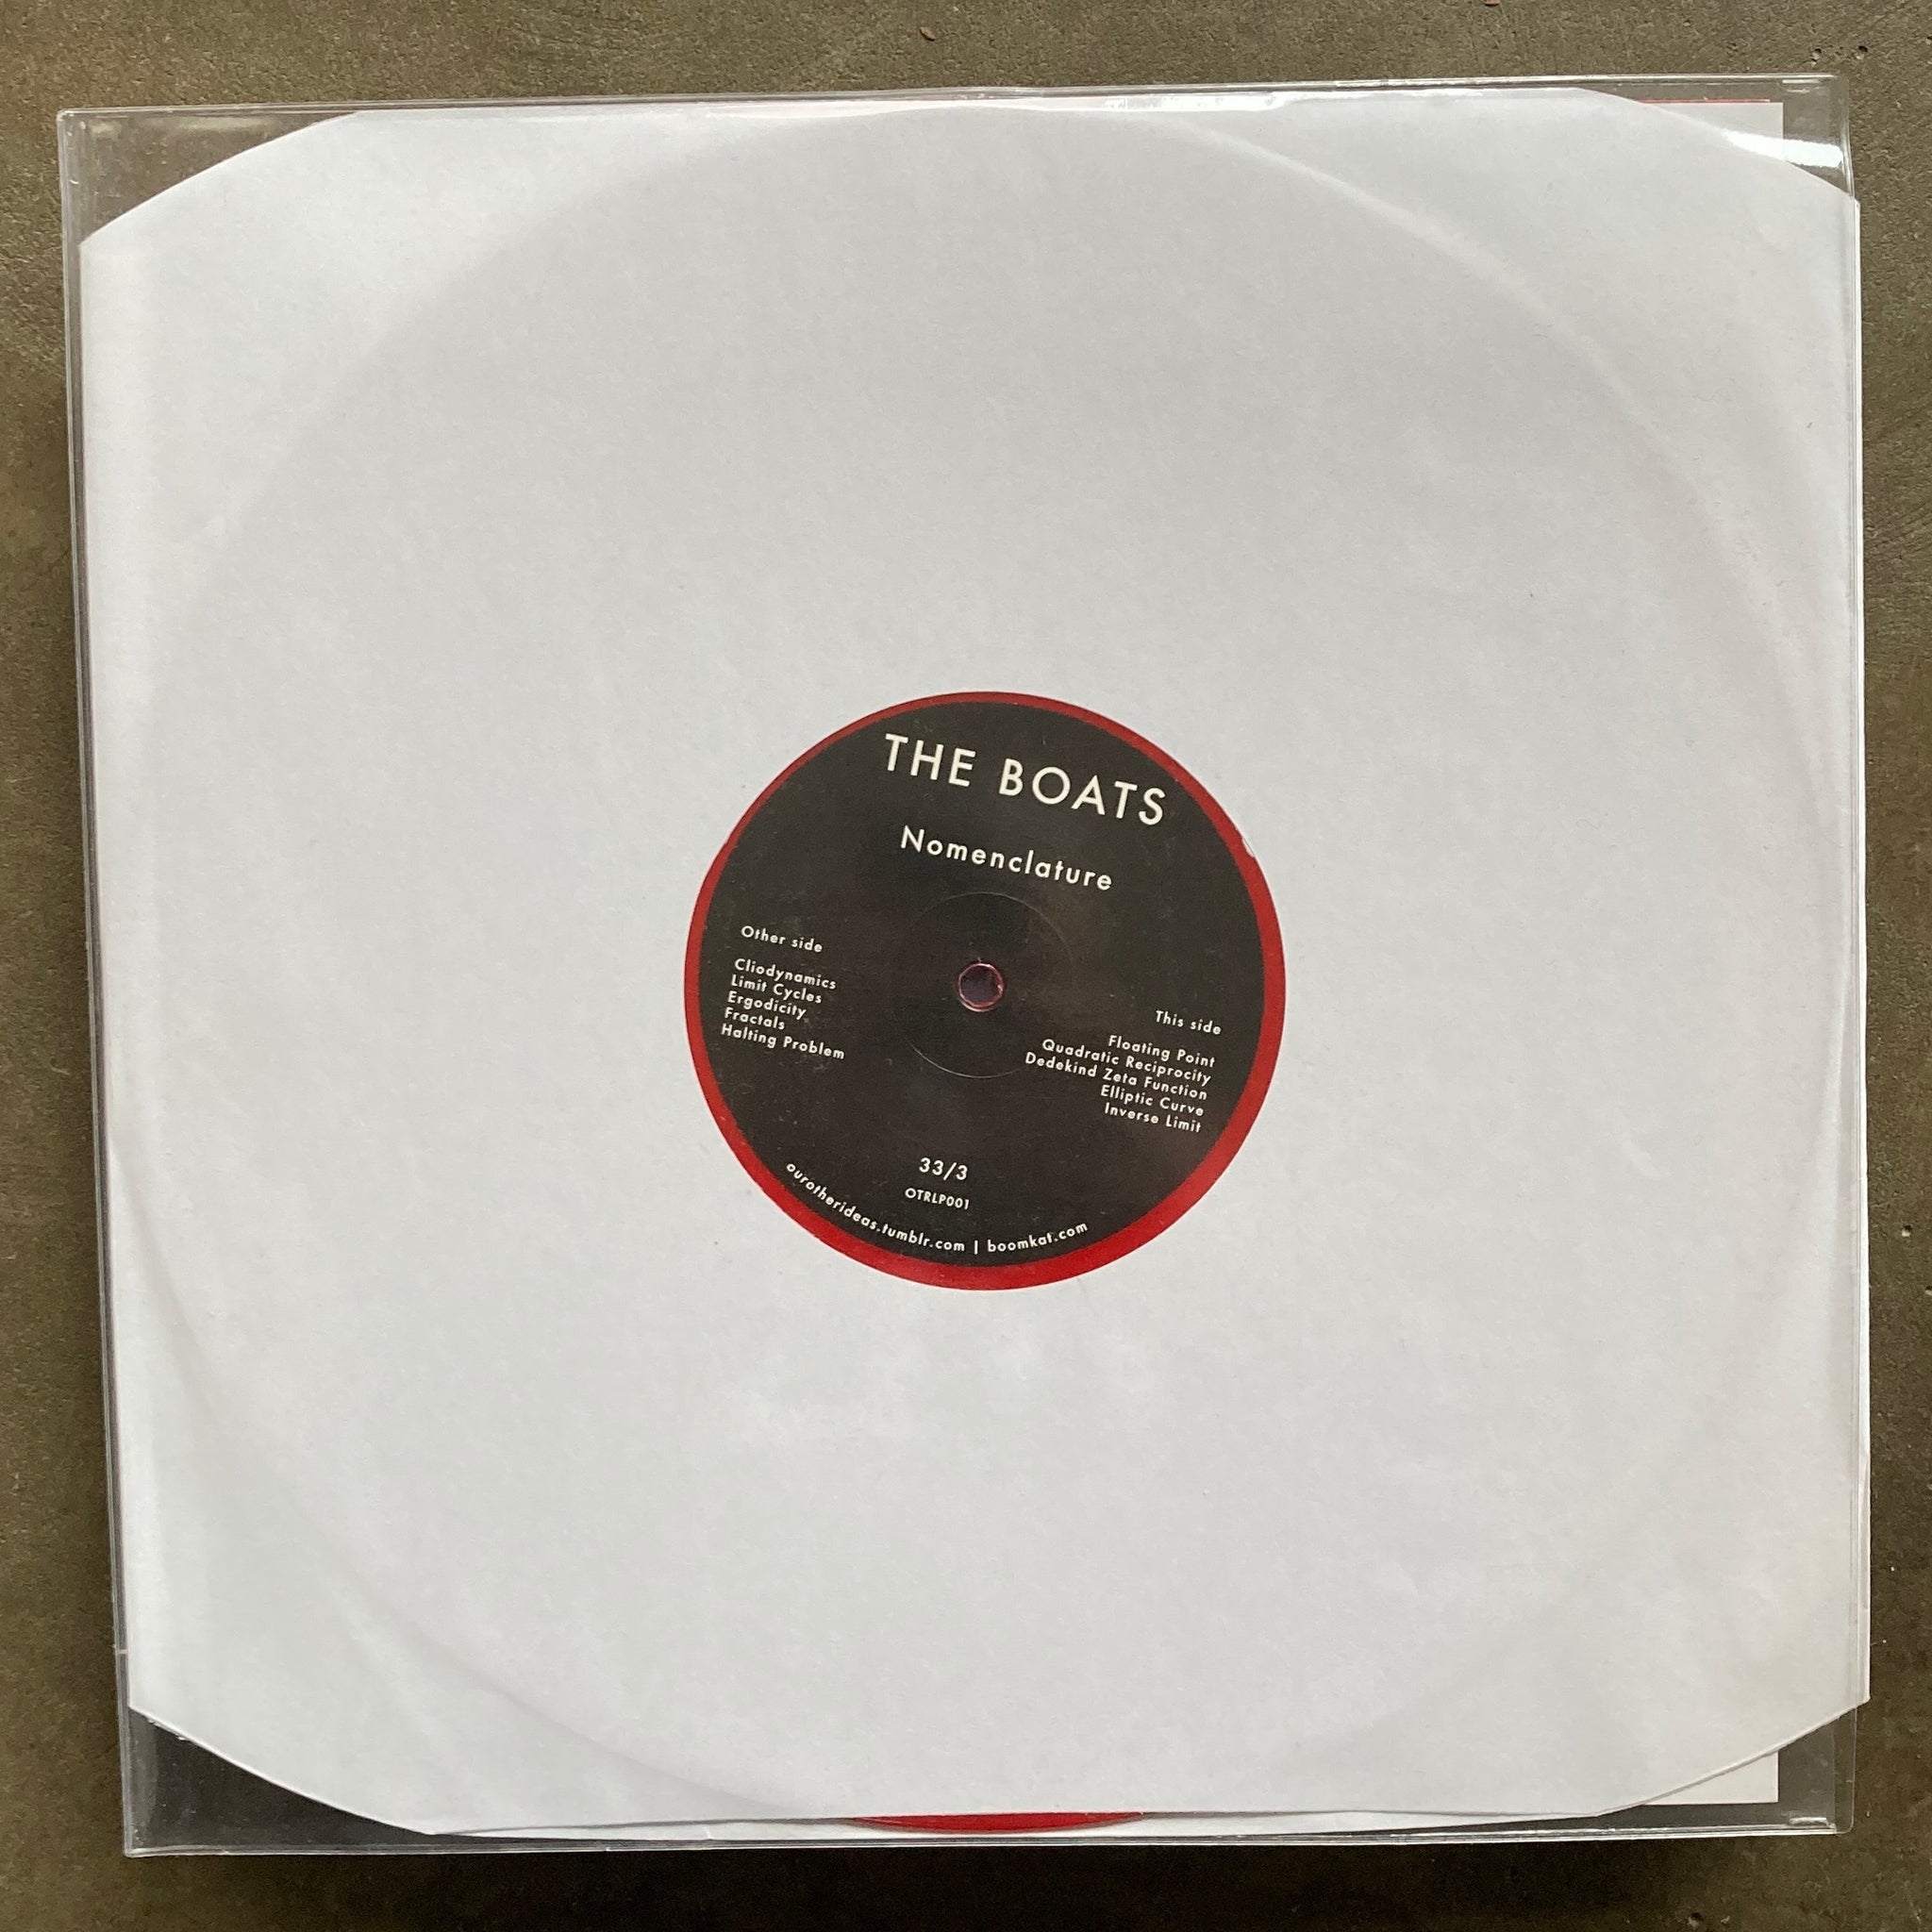 THE BOATS
Nomenclature
Other side
Cliodynamics
Limit Cycles
Ergodicity
Fractals
Halting Problem
This side
Floating Point
Quadratic Reciprocity
Dedekind Zeta Function
Elliptic Curve
Inverse Limit
33/3
OTRLP001
ourotherideas.tumblr.com | boomkat.com